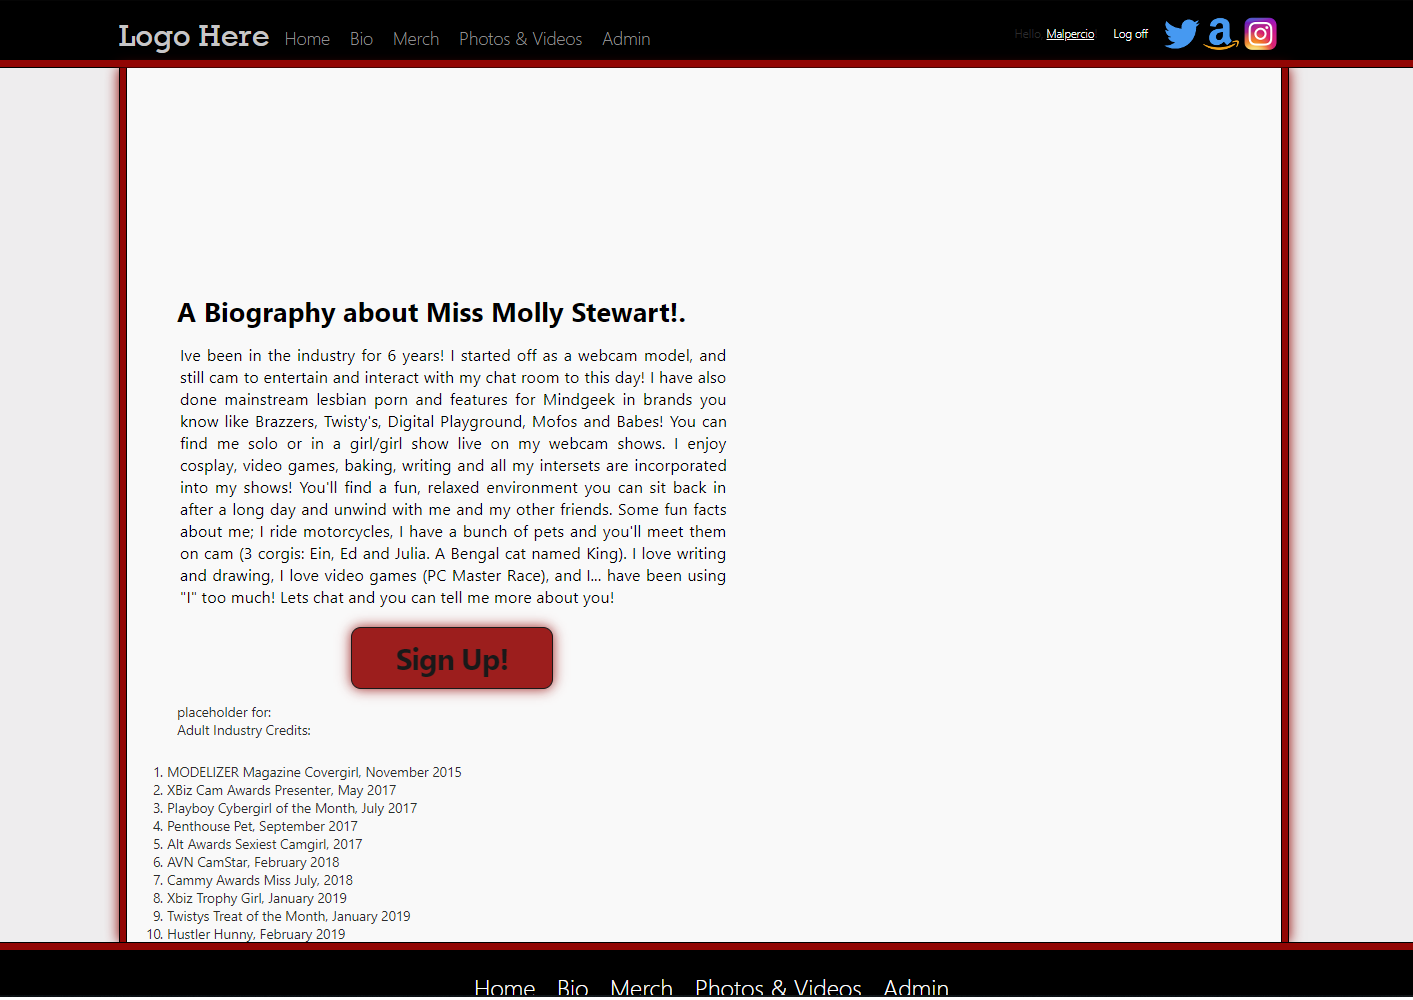 Logo Here Home Bio Merch Photos & Videos Admin Hello, Malpercio Log off
A Biography about Miss Molly Stewart!.
Ive been in the industry for 6 years! I started off as a webcam model, and
still cam to entertain and interact with my chat room to this day! I have also
done mainstream lesbian porn and features for Mindgeek in brands you
know like Brazzers, Twisty's, Digital Playground, Mofos and Babes! You can
find me solo or in a girl/girl show live on my webcam shows. I enjoy
cosplay, video games, baking, writing and all my intersets are incorporated
into my shows! You'll find a fun, relaxed environment you can sit back in
after a long day and unwind with me and my other friends. Some fun facts
about me; I ride motorcycles, I have a bunch of pets and you'll meet them
on cam (3 corgis: Ein, Ed and Julia. A Bengal cat named King). I love writing
and drawing, I love video games (PC Master Race), and I... have been using
"I" too much! Lets chat and you can tell me more about you!
Sign Up!
placeholder for:
Adult Industry Credits:
1. MODELIZER Magazine Covergirl, November 2015
2. XBiz Cam Awards Presenter, May 2017
3. Playboy Cybergirl of the Month, July 2017
4. Penthouse Pet, September 2017
5. Alt Awards Sexiest Camgirl, 2017
6. AVN CamStar, February 2018
7. Cammy Awards Miss July, 2018
8. Xbiz Trophy Girl, January 2019
9. Twistys Treat of the Month, January 2019
10. Hustler Hunny, February 2019
Home Bio Merch Photos & Videos Admin